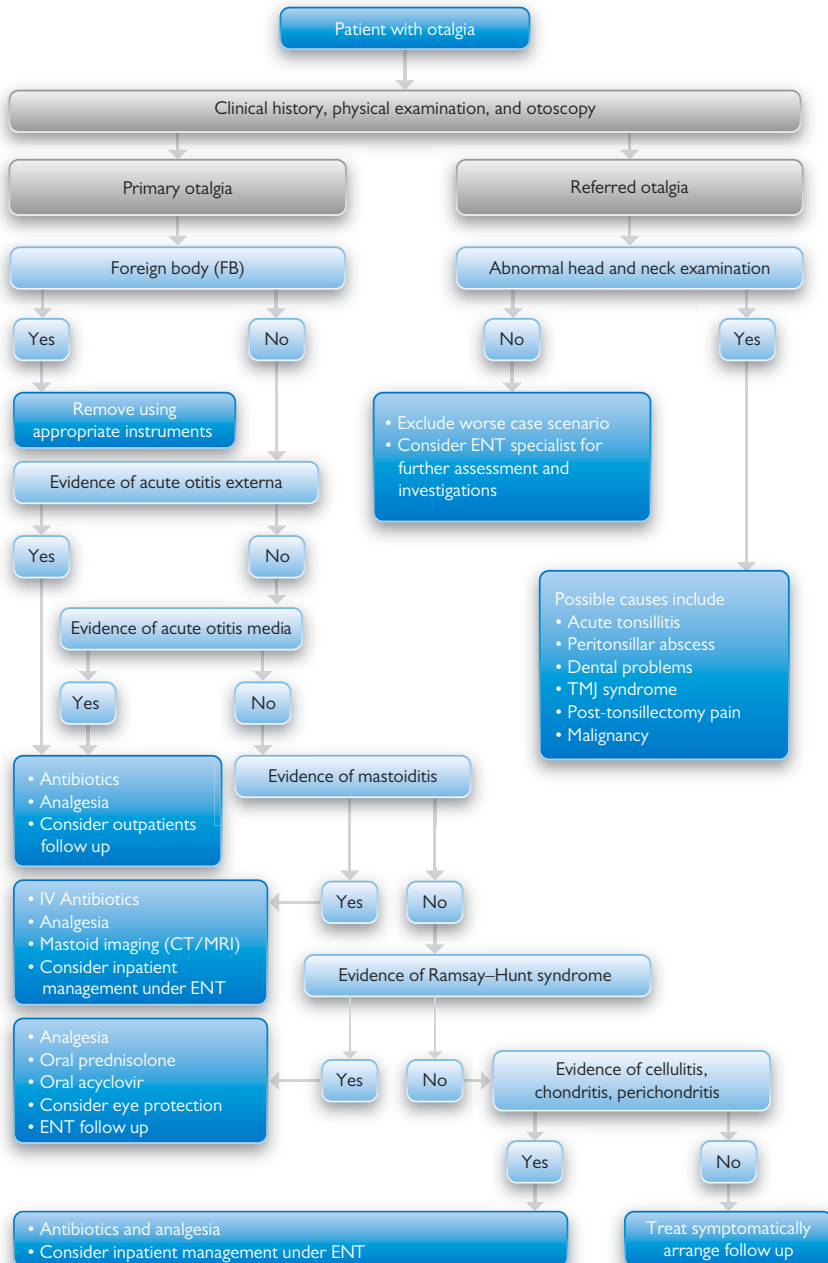 Patient with otalgia
Clinical history, physical examination, and otoscopy
Primary otalgia
Referred otalgia
Foreign body (FB)
Abnormal head and neck examination
Yes
No
No
Yes
Remove using
appropriate instruments
• Exclude worse case scenario
• Consider ENT specialist for
further assessment and
investigations
Evidence of acute otitis externa
Yes
No
Possible causes include
• Acute tonsillitis
• Peritonsillar abscess
• Dental problems
• TMJ syndrome
• Post-tonsillectomy pain
• Malignancy
Evidence of acute otitis media
Yes
No
• Antibiotics
• Analgesia
• Consider outpatients
follow up
Evidence of mastoiditis
Yes
No
• IV Antibiotics
• Analgesia
• Mastoid imaging (CT/MRI)
• Consider inpatient
management under ENT
Evidence of Ramsay–Hunt syndrome
• Analgesia
• Oral prednisolone
• Oral acyclovir
• Consider eye protection
• ENT follow up
Yes
No
Evidence of cellulitis,
chondritis, perichondritis
Yes
No
• Antibiotics and analgesia
• Consider inpatient management under ENT
Treat symptomatically
arrange follow up